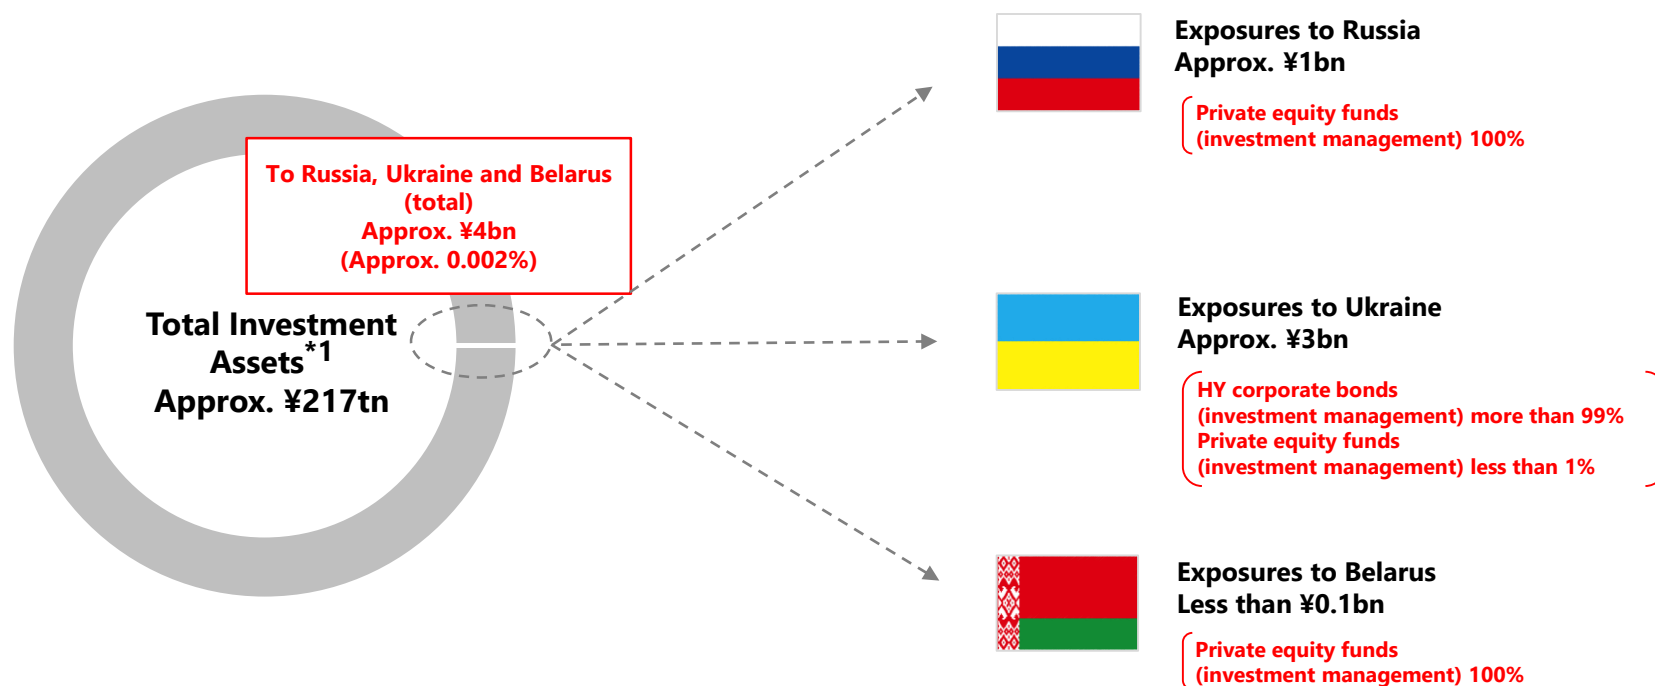 To Russia, Ukraine and Belarus
(total)
Approx. ¥4bn
(Approx. 0.002%)
Total Investment
Assets*1
Approx. ¥217tn
Exposures to Russia
Approx. ¥1bn
Private equity funds
(investment management) 100%
Exposures to Ukraine
Approx. ¥3bn
HY corporate bonds
(investment management) more than 99%
Private equity funds
(investment management) less than 1%
Exposures to Belarus
Less than ¥0.1bn
Private equity funds
(investment management) 100%